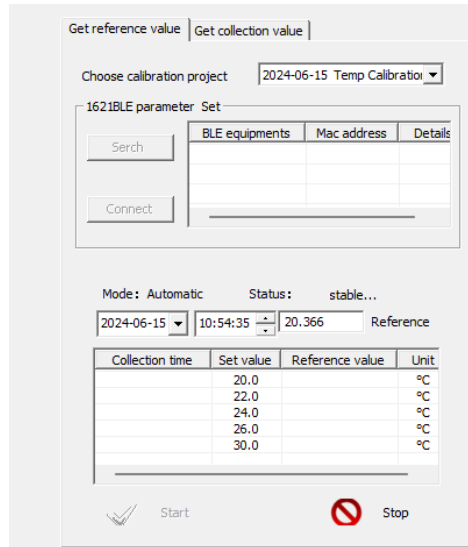 Get reference value Get collection value
Choose calibration project 2024-06-15 Temp Calibration
1621BLE parameter Set
Serch
BLE equipments Mac address Details
Connect
Mode: Automatic Status: stable...
2024-06-15 10:54:35 20.366 Reference
Collection time Set value Reference value Unit
20.0 °C
22.0 °C
24.0 °C
26.0 °C
30.0 °C
Start Stop